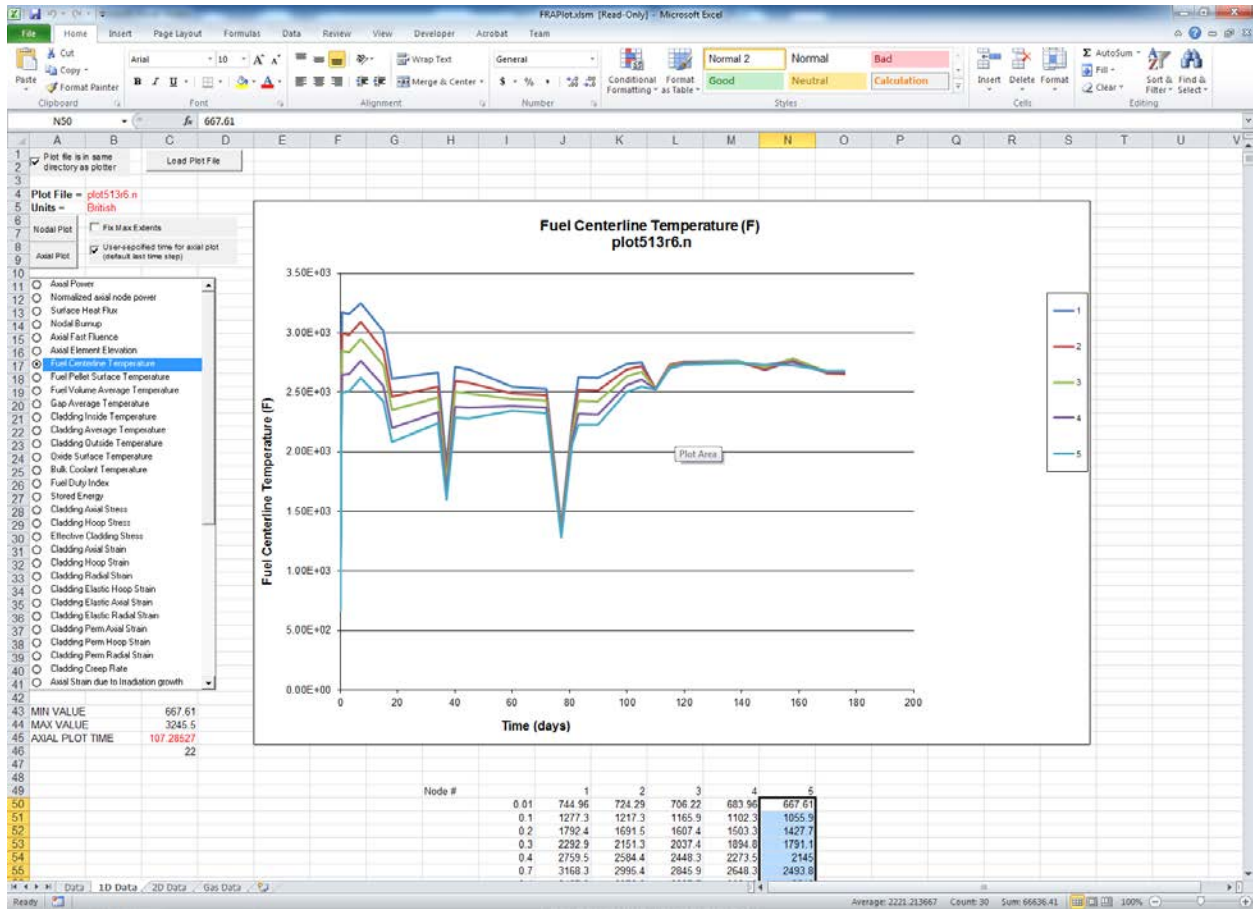 FRAPlot.xlsm [Read-Only] - Microsoft Excel
File Home Insert Page Layout Formulas Data Review View Developer Acrobat Team
Cut
Copy
Format Painter
Paste
Clipboard
Arial 10
B I U
Font
Wrap Text
Merge & Center
Alignment
General
$ % ,
Number
Conditional Formatting
Format as Table
Normal 2 Normal Bad
Good Neutral Calculation
Styles
Insert Delete Format
Cells
AutoSum
Fill
Clear
Sort & Filter
Find & Select
Editing
N50 fx 667.61
A B C D E F G H I J K L M N O P Q R S T U V
Plot file is in same directory as plotter
Load Plot File
Plot File = plot513r6.n
Units = British
Nodal Plot
Fix Max Extents
Axial Plot
User-sepcified time for axial plot
(default last time step)
Axial Power
Normalized axial node power
Surface Heat Flux
Nodal Burnup
Axial Fast Fluence
Axial Element Elevation
Fuel Centerline Temperature
Fuel Pellet Surface Temperature
Fuel Volume Average Temperature
Gap Average Temperature
Cladding Inside Temperature
Cladding Average Temperature
Cladding Outside Temperature
Oxide Surface Temperature
Bulk Coolant Temperature
Fuel Duty Index
Stored Energy
Cladding Axial Stress
Cladding Hoop Stress
Effective Cladding Stress
Cladding Axial Strain
Cladding Hoop Strain
Cladding Radial Strain
Cladding Elastic Hoop Strain
Cladding Elastic Axial Strain
Cladding Elastic Radial Strain
Cladding Perm Axial Strain
Cladding Perm Hoop Strain
Cladding Perm Radial Strain
Cladding Creep Rate
Axial Strain due to Irradiation growth
MIN VALUE 667.61
MAX VALUE 3245.5
AXIAL PLOT TIME 107.28527
22
Fuel Centerline Temperature (F)
plot513r6.n
Fuel Centerline Temperature (F)
3.50E+03
3.00E+03
2.50E+03
2.00E+03
1.50E+03
1.00E+03
5.00E+02
0.00E+00
0 20 40 60 80 100 120 140 160 180 200
Time (days)
Plot Area
1
2
3
4
5
Node # 1 2 3 4 5
0.01 744.96 724.29 706.22 683.96 667.61
0.1 1277.3 1217.3 1165.9 1102.3 1055.9
0.2 1792.4 1691.5 1607.4 1503.3 1427.7
0.3 2292.9 2151.3 2037.4 1894.8 1791.1
0.4 2759.5 2584.4 2448.3 2273.5 2145
0.7 3168.3 2995.4 2845.9 2648.3 2493.8
Data 1D Data 2D Data Gas Data
Ready
Average: 2221.213667 Count: 30 Sum: 66636.41 100%